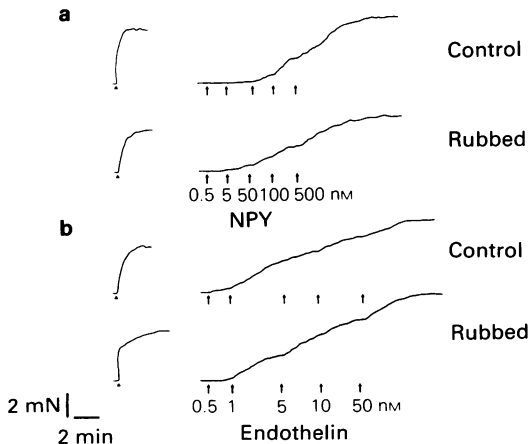 a
Control
Rubbed
0.5 5 50 100 500 nM
NPY
b
Control
Rubbed
0.5 1 5 10 50 nM
2 mN
2 min
Endothelin